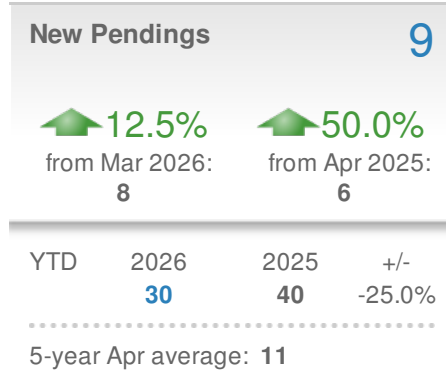 New Pendings 9
12.5% 50.0%
from Mar 2026: from Apr 2025:
8 6
YTD 2026 2025 +/-
30 40 -25.0%
5-year Apr average: 11